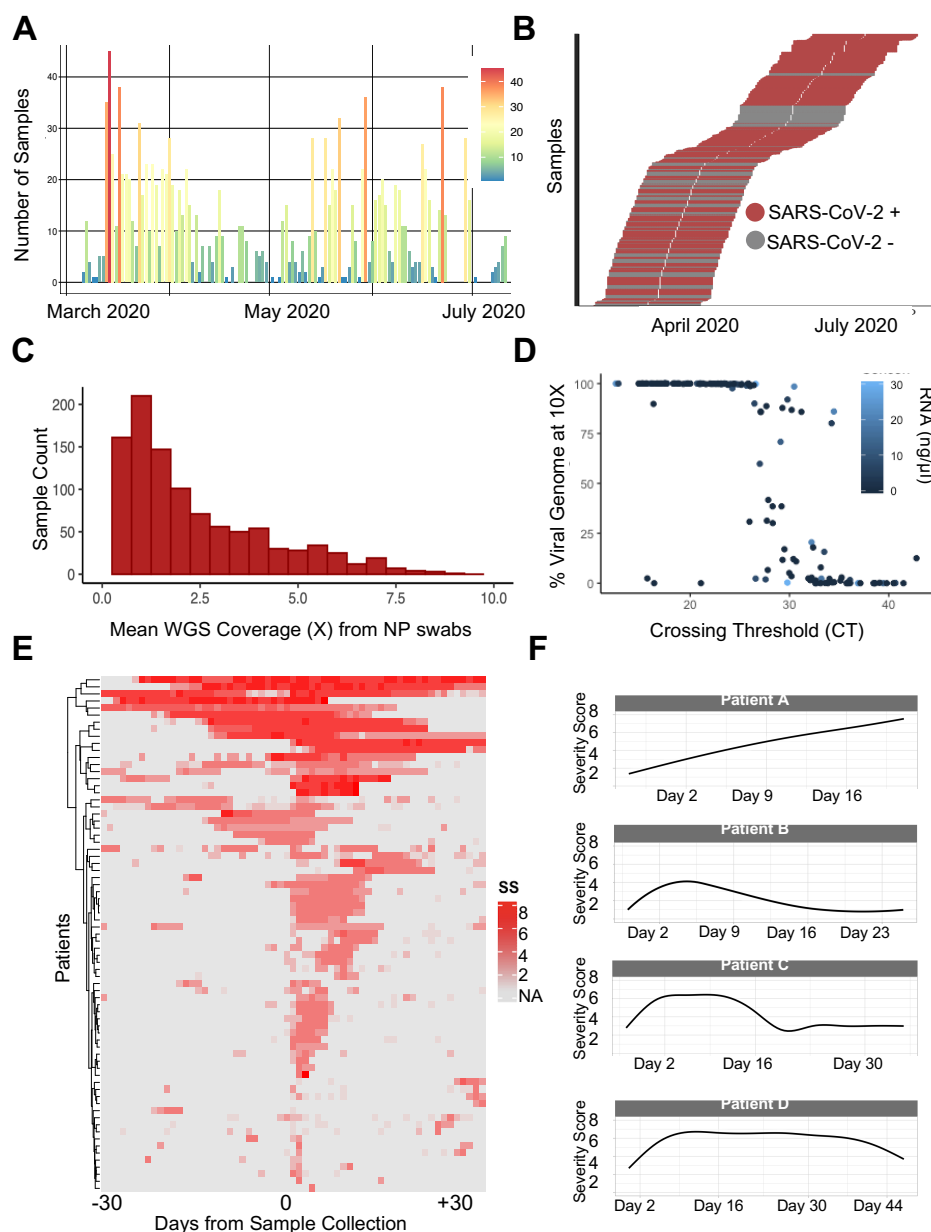 A
Number of Samples
40
30
20
10
0
40
30
20
10
March 2020
May 2020
July 2020
B
Samples
SARS-CoV-2 +
SARS-CoV-2 -
April 2020
July 2020
C
Sample Count
200
150
100
50
0
0.0
2.5
5.0
7.5
10.0
Mean WGS Coverage (X) from NP swabs
D
% Viral Genome at 10X
100
75
50
25
0
20
30
40
Crossing Threshold (CT)
30
20
10
0
RNA (ng/µl)
E
Patients
SS
8
6
4
2
NA
-30
0
+30
Days from Sample Collection
F
Patient A
Severity Score
8
6
4
2
Day 2
Day 9
Day 16
Patient B
Severity Score
8
6
4
2
Day 2
Day 9
Day 16
Day 23
Patient C
Severity Score
8
6
4
2
Day 2
Day 16
Day 30
Patient D
Severity Score
8
6
4
2
Day 2
Day 16
Day 30
Day 44